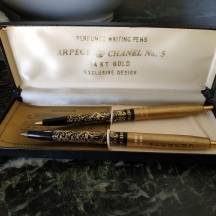 PERFUMED WRITING PENS
ARPEGE & CHANEL No. 5
14 KT GOLD
EXCLUSIVE DESIGN